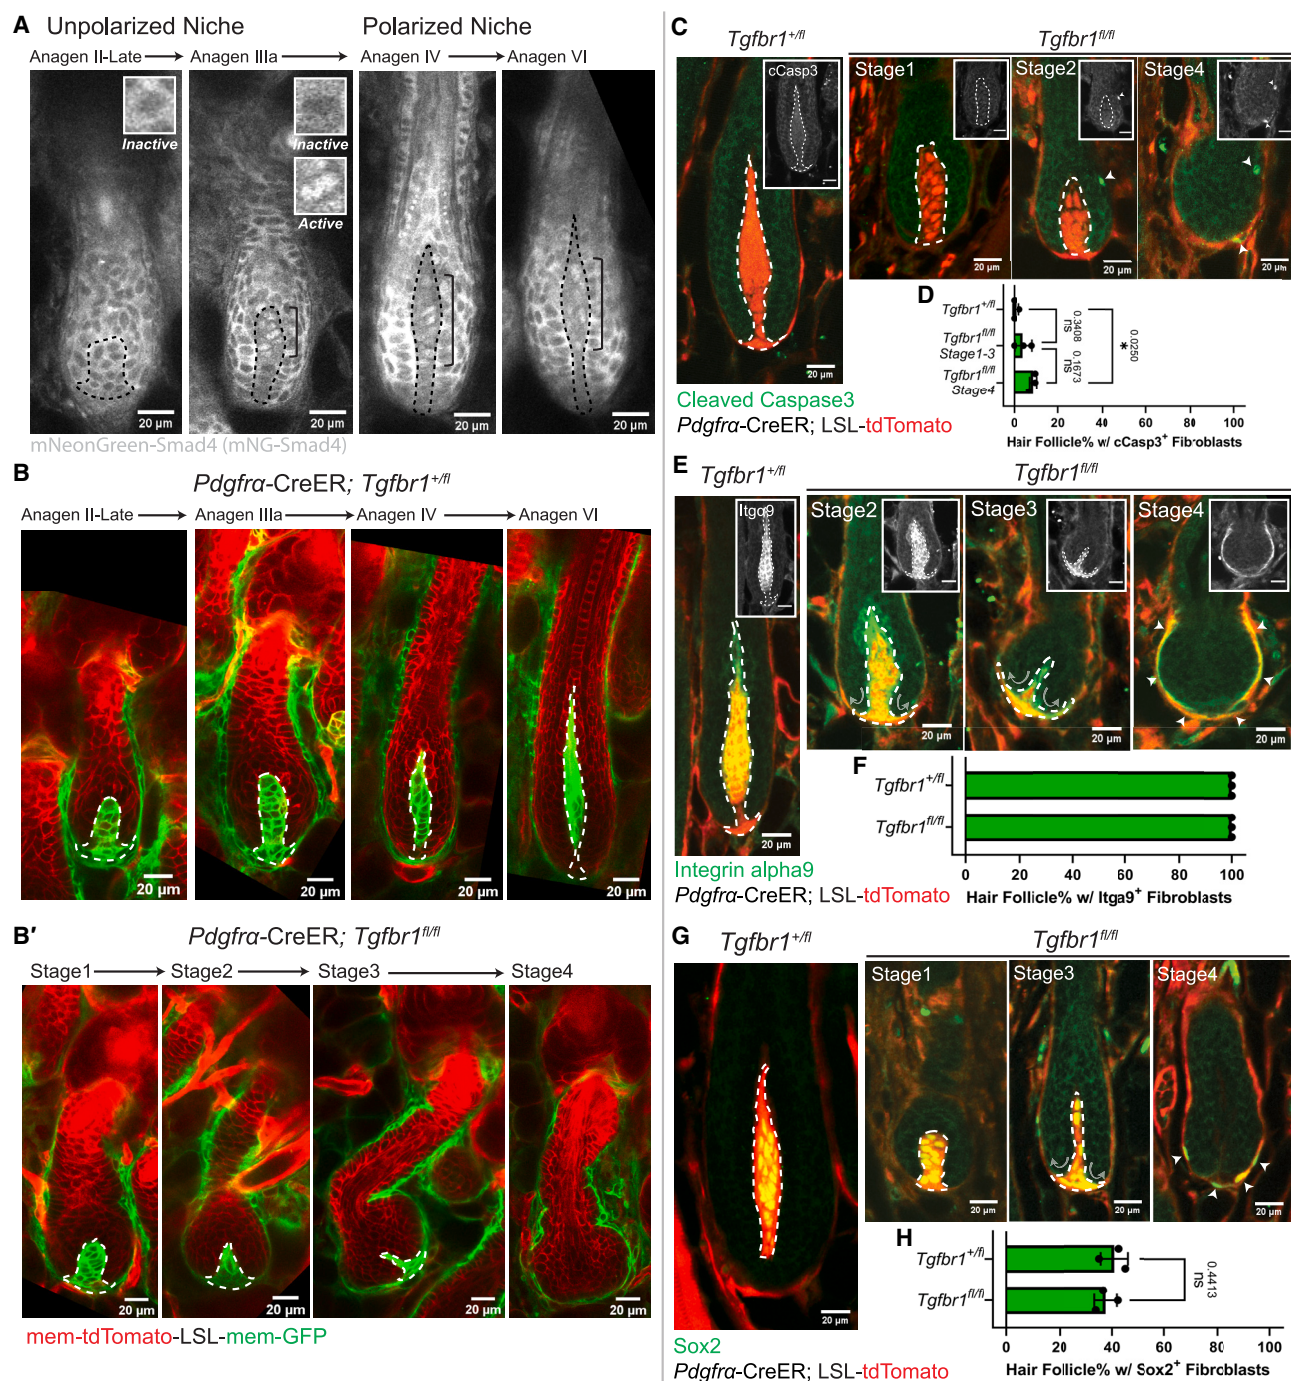 A
Unpolarized Niche
Polarized Niche
Anagen II-Late
Anagen IIIa
Anagen IV
Anagen VI
Inactive
Inactive
Active
20 µm
20 µm
20 µm
20 µm
mNeonGreen-Smad4 (mNG-Smad4)
B
Pdgfrα-CreER; Tgfbr1+/fl
Anagen II-Late
Anagen IIIa
Anagen IV
Anagen VI
20 µm
20 µm
20 µm
20 µm
B′
Pdgfrα-CreER; Tgfbr1fl/fl
Stage1
Stage2
Stage3
Stage4
20 µm
20 µm
20 µm
20 µm
mem-tdTomato-LSL-mem-GFP
C
Tgfbr1+/fl
Tgfbr1fl/fl
cCasp3
Stage1
Stage2
Stage4
20 µm
20 µm
20 µm
20 µm
Cleaved Caspase3
Pdgfrα-CreER; LSL-tdTomato
D
Tgfbr1+/fl
Tgfbr1fl/fl
Stage1-3
Tgfbr1fl/fl
Stage4
0.3408
ns
0.1673
ns
0.0250
*
0 20 40 60 80 100
Hair Follicle% w/ cCasp3+ Fibroblasts
E
Tgfbr1+/fl
Tgfbr1fl/fl
Itgα9
Stage2
Stage3
Stage4
20 µm
20 µm
20 µm
20 µm
Integrin alpha9
Pdgfrα-CreER; LSL-tdTomato
F
Tgfbr1+/fl
Tgfbr1fl/fl
0 20 40 60 80 100
Hair Follicle% w/ Itga9+ Fibroblasts
G
Tgfbr1+/fl
Tgfbr1fl/fl
Stage1
Stage3
Stage4
20 µm
20 µm
20 µm
20 µm
Sox2
Pdgfrα-CreER; LSL-tdTomato
H
Tgfbr1+/fl
Tgfbr1fl/fl
0.4413
ns
0 20 40 60 80 100
Hair Follicle% w/ Sox2+ Fibroblasts